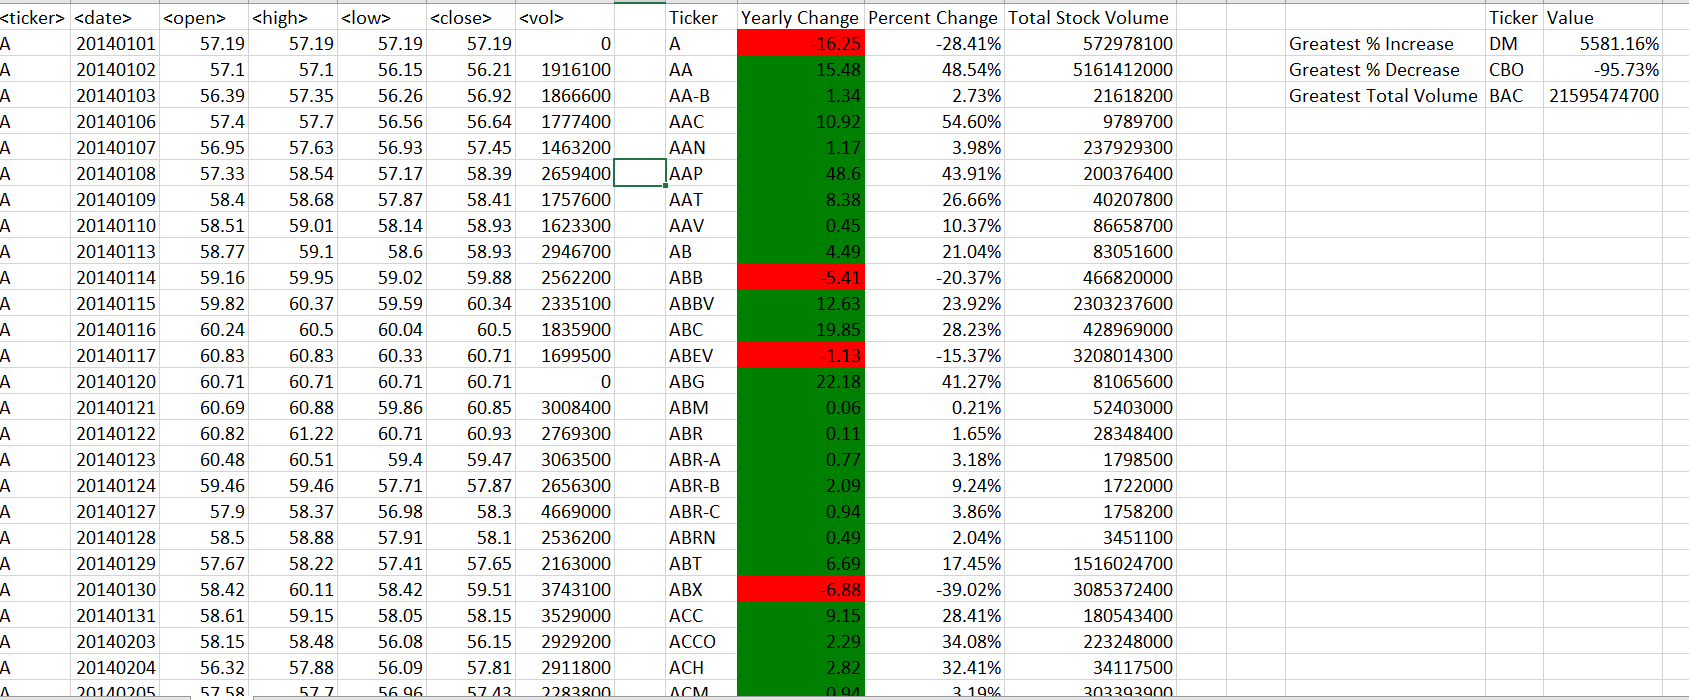 <ticker> <date> <open> <high> <low> <close> <vol> Ticker Yearly Change Percent Change Total Stock Volume Ticker Value
A 20140101 57.19 57.19 57.19 57.19 0 A -16.25 -28.41% 572978100 Greatest % Increase DM 5581.16%
A 20140102 57.1 57.1 56.15 56.21 1916100 AA 15.48 48.54% 5161412000 Greatest % Decrease CBO -95.73%
A 20140103 56.39 57.35 56.26 56.92 1866600 AA-B 1.34 2.73% 21618200 Greatest Total Volume BAC 21595474700
A 20140106 57.4 57.7 56.56 56.64 1777400 AAC 10.92 54.60% 9789700
A 20140107 56.95 57.63 56.93 57.45 1463200 AAN 1.17 3.98% 237929300
A 20140108 57.33 58.54 57.17 58.39 2659400 AAP 48.6 43.91% 200376400
A 20140109 58.4 58.68 57.87 58.41 1757600 AAT 8.38 26.66% 40207800
A 20140110 58.51 59.01 58.14 58.93 1623300 AAV 0.45 10.37% 86658700
A 20140113 58.77 59.1 58.6 58.93 2946700 AB 4.49 21.04% 83051600
A 20140114 59.16 59.95 59.02 59.88 2562200 ABB -5.41 -20.37% 466820000
A 20140115 59.82 60.37 59.59 60.34 2335100 ABBV 12.63 23.92% 2303237600
A 20140116 60.24 60.5 60.04 60.5 1835900 ABC 19.85 28.23% 428969000
A 20140117 60.83 60.83 60.33 60.71 1699500 ABEV -1.13 -15.37% 3208014300
A 20140120 60.71 60.71 60.71 60.71 0 ABG 22.18 41.27% 81065600
A 20140121 60.69 60.88 59.86 60.85 3008400 ABM 0.06 0.21% 52403000
A 20140122 60.82 61.22 60.71 60.93 2769300 ABR 0.11 1.65% 28348400
A 20140123 60.48 60.51 59.4 59.47 3063500 ABR-A 0.77 3.18% 1798500
A 20140124 59.46 59.46 57.71 57.87 2656300 ABR-B 2.09 9.24% 1722000
A 20140127 57.9 58.37 56.98 58.3 4669000 ABR-C 0.94 3.86% 1758200
A 20140128 58.5 58.88 57.91 58.1 2536200 ABRN 0.49 2.04% 3451100
A 20140129 57.67 58.22 57.41 57.65 2163000 ABT 6.69 17.45% 1516024700
A 20140130 58.42 60.11 58.42 59.51 3743100 ABX -6.88 -39.02% 3085372400
A 20140131 58.61 59.15 58.05 58.15 3529000 ACC 9.15 28.41% 180543400
A 20140203 58.15 58.48 56.08 56.15 2929200 ACCO 2.29 34.08% 223248000
A 20140204 56.32 57.88 56.09 57.81 2911800 ACH 2.82 32.41% 34117500
A 20140205 57.58 57.7 56.96 57.43 2283800 ACM 0.94 3.19% 303393900